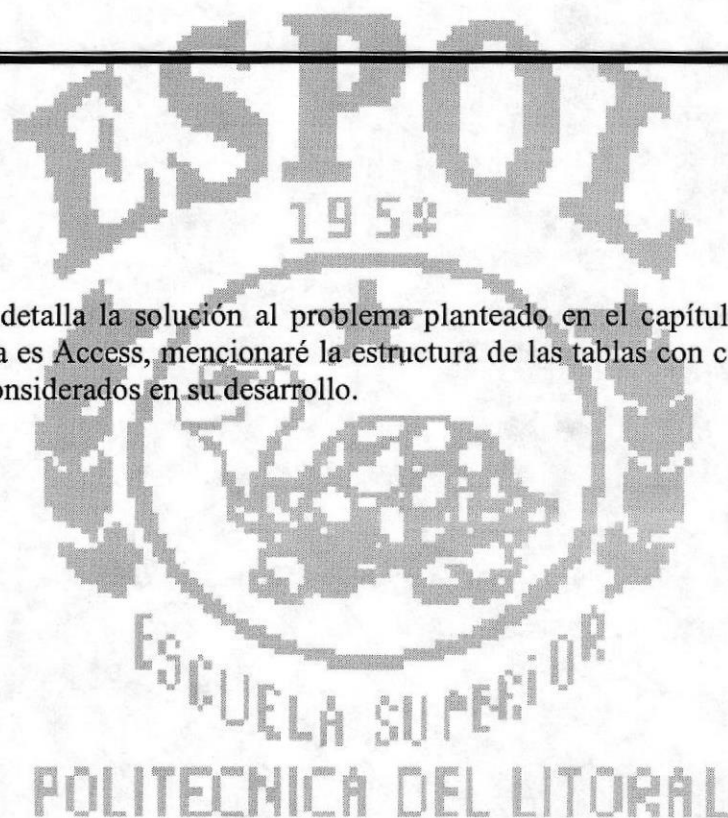 ESPOL
1958
detalla la solución al problema planteado en el capítul
a es Access, mencionaré la estructura de las tablas con c
onsiderados en su desarrollo.
ESCUELA SUPERIOR
POLITECNICA DEL LITORAL